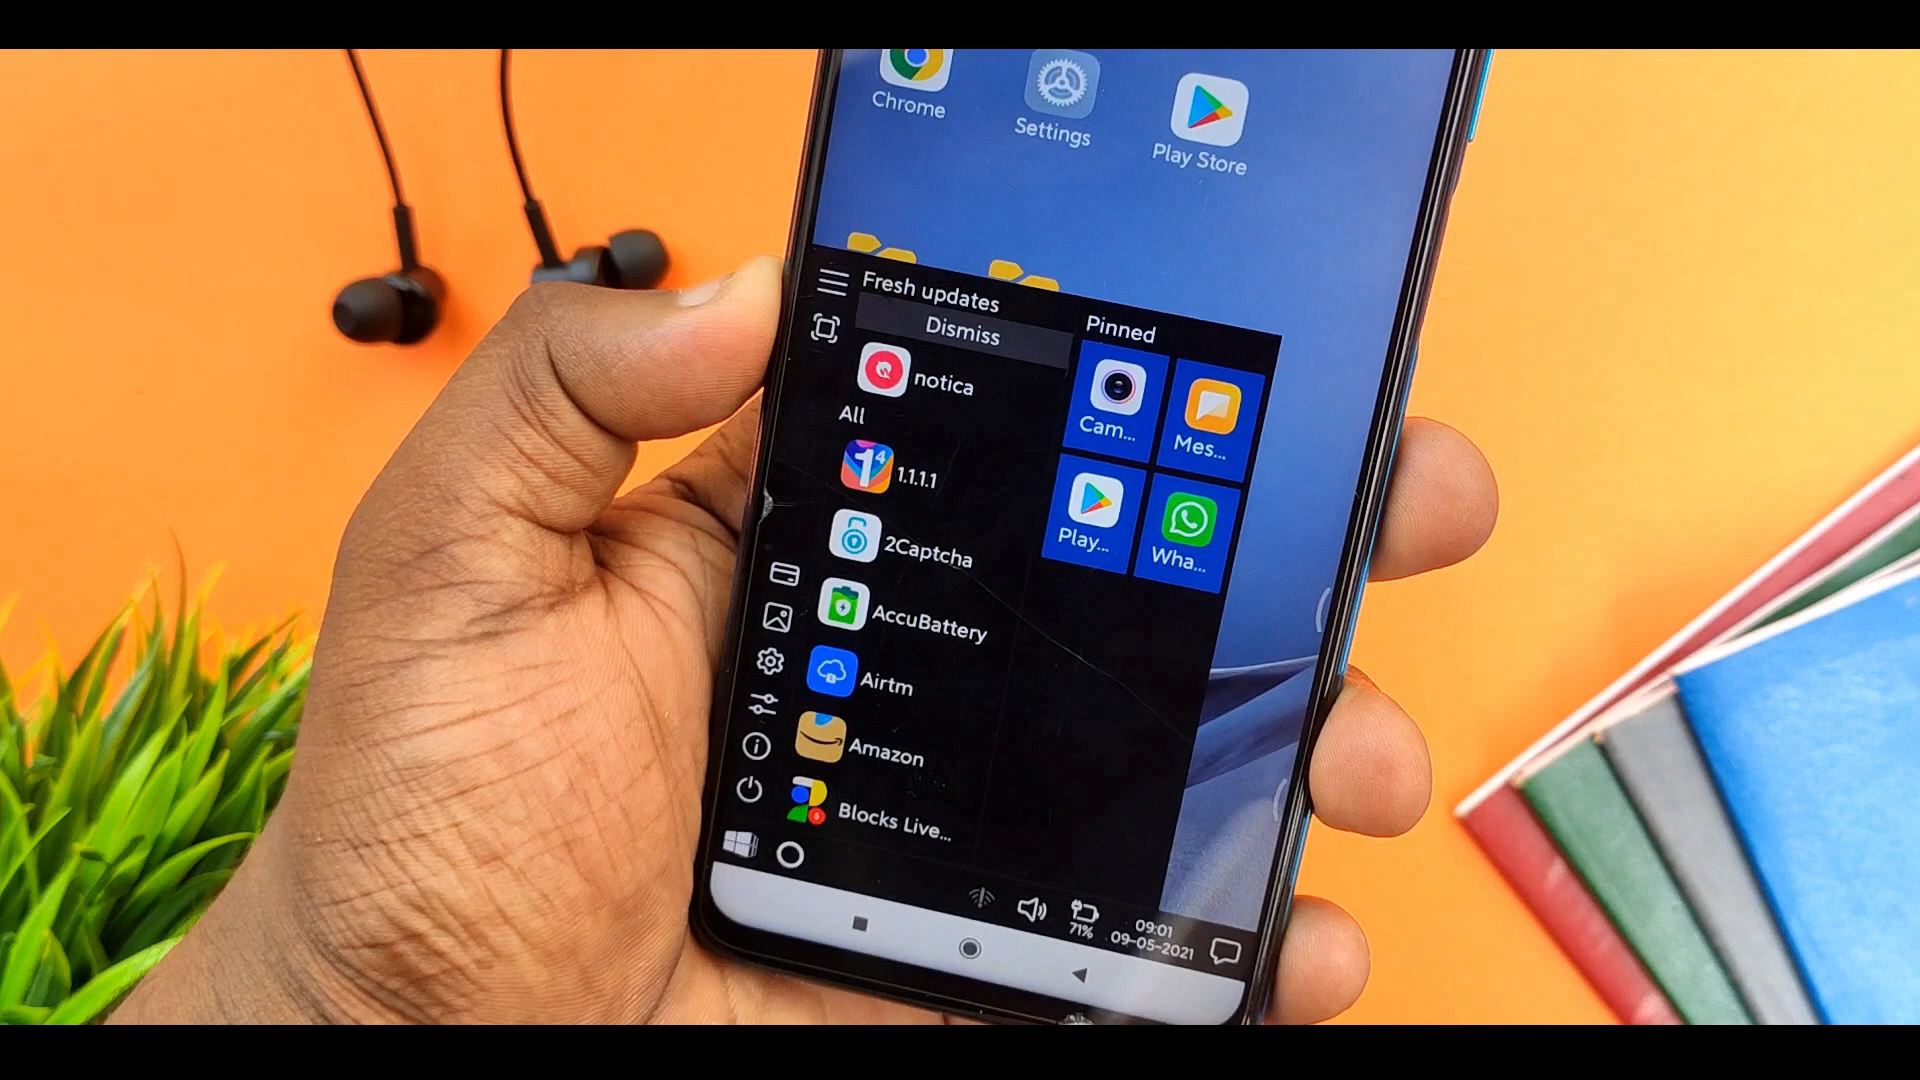 Chrome
Settings
Play Store
Fresh updates
Dismiss
notica
All
1.1.1.1
2Captcha
AccuBattery
Airtm
Amazon
Blocks Live...
Pinned
Cam...
Mes...
Play...
Wha...
71%
09:01
09-05-2021